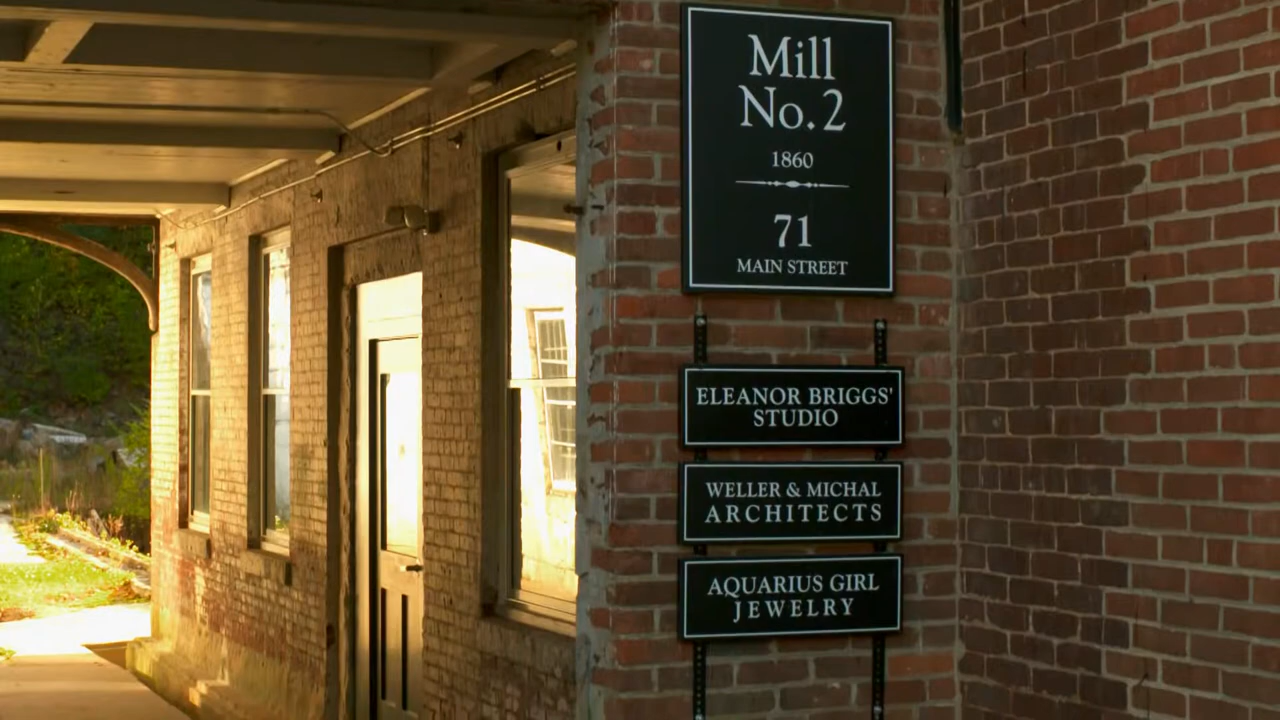 Mill
No. 2
1860
71
MAIN STREET
ELEANOR BRIGGS'
STUDIO
WELLER & MICHAL
ARCHITECTS
AQUARIUS GIRL
JEWELRY